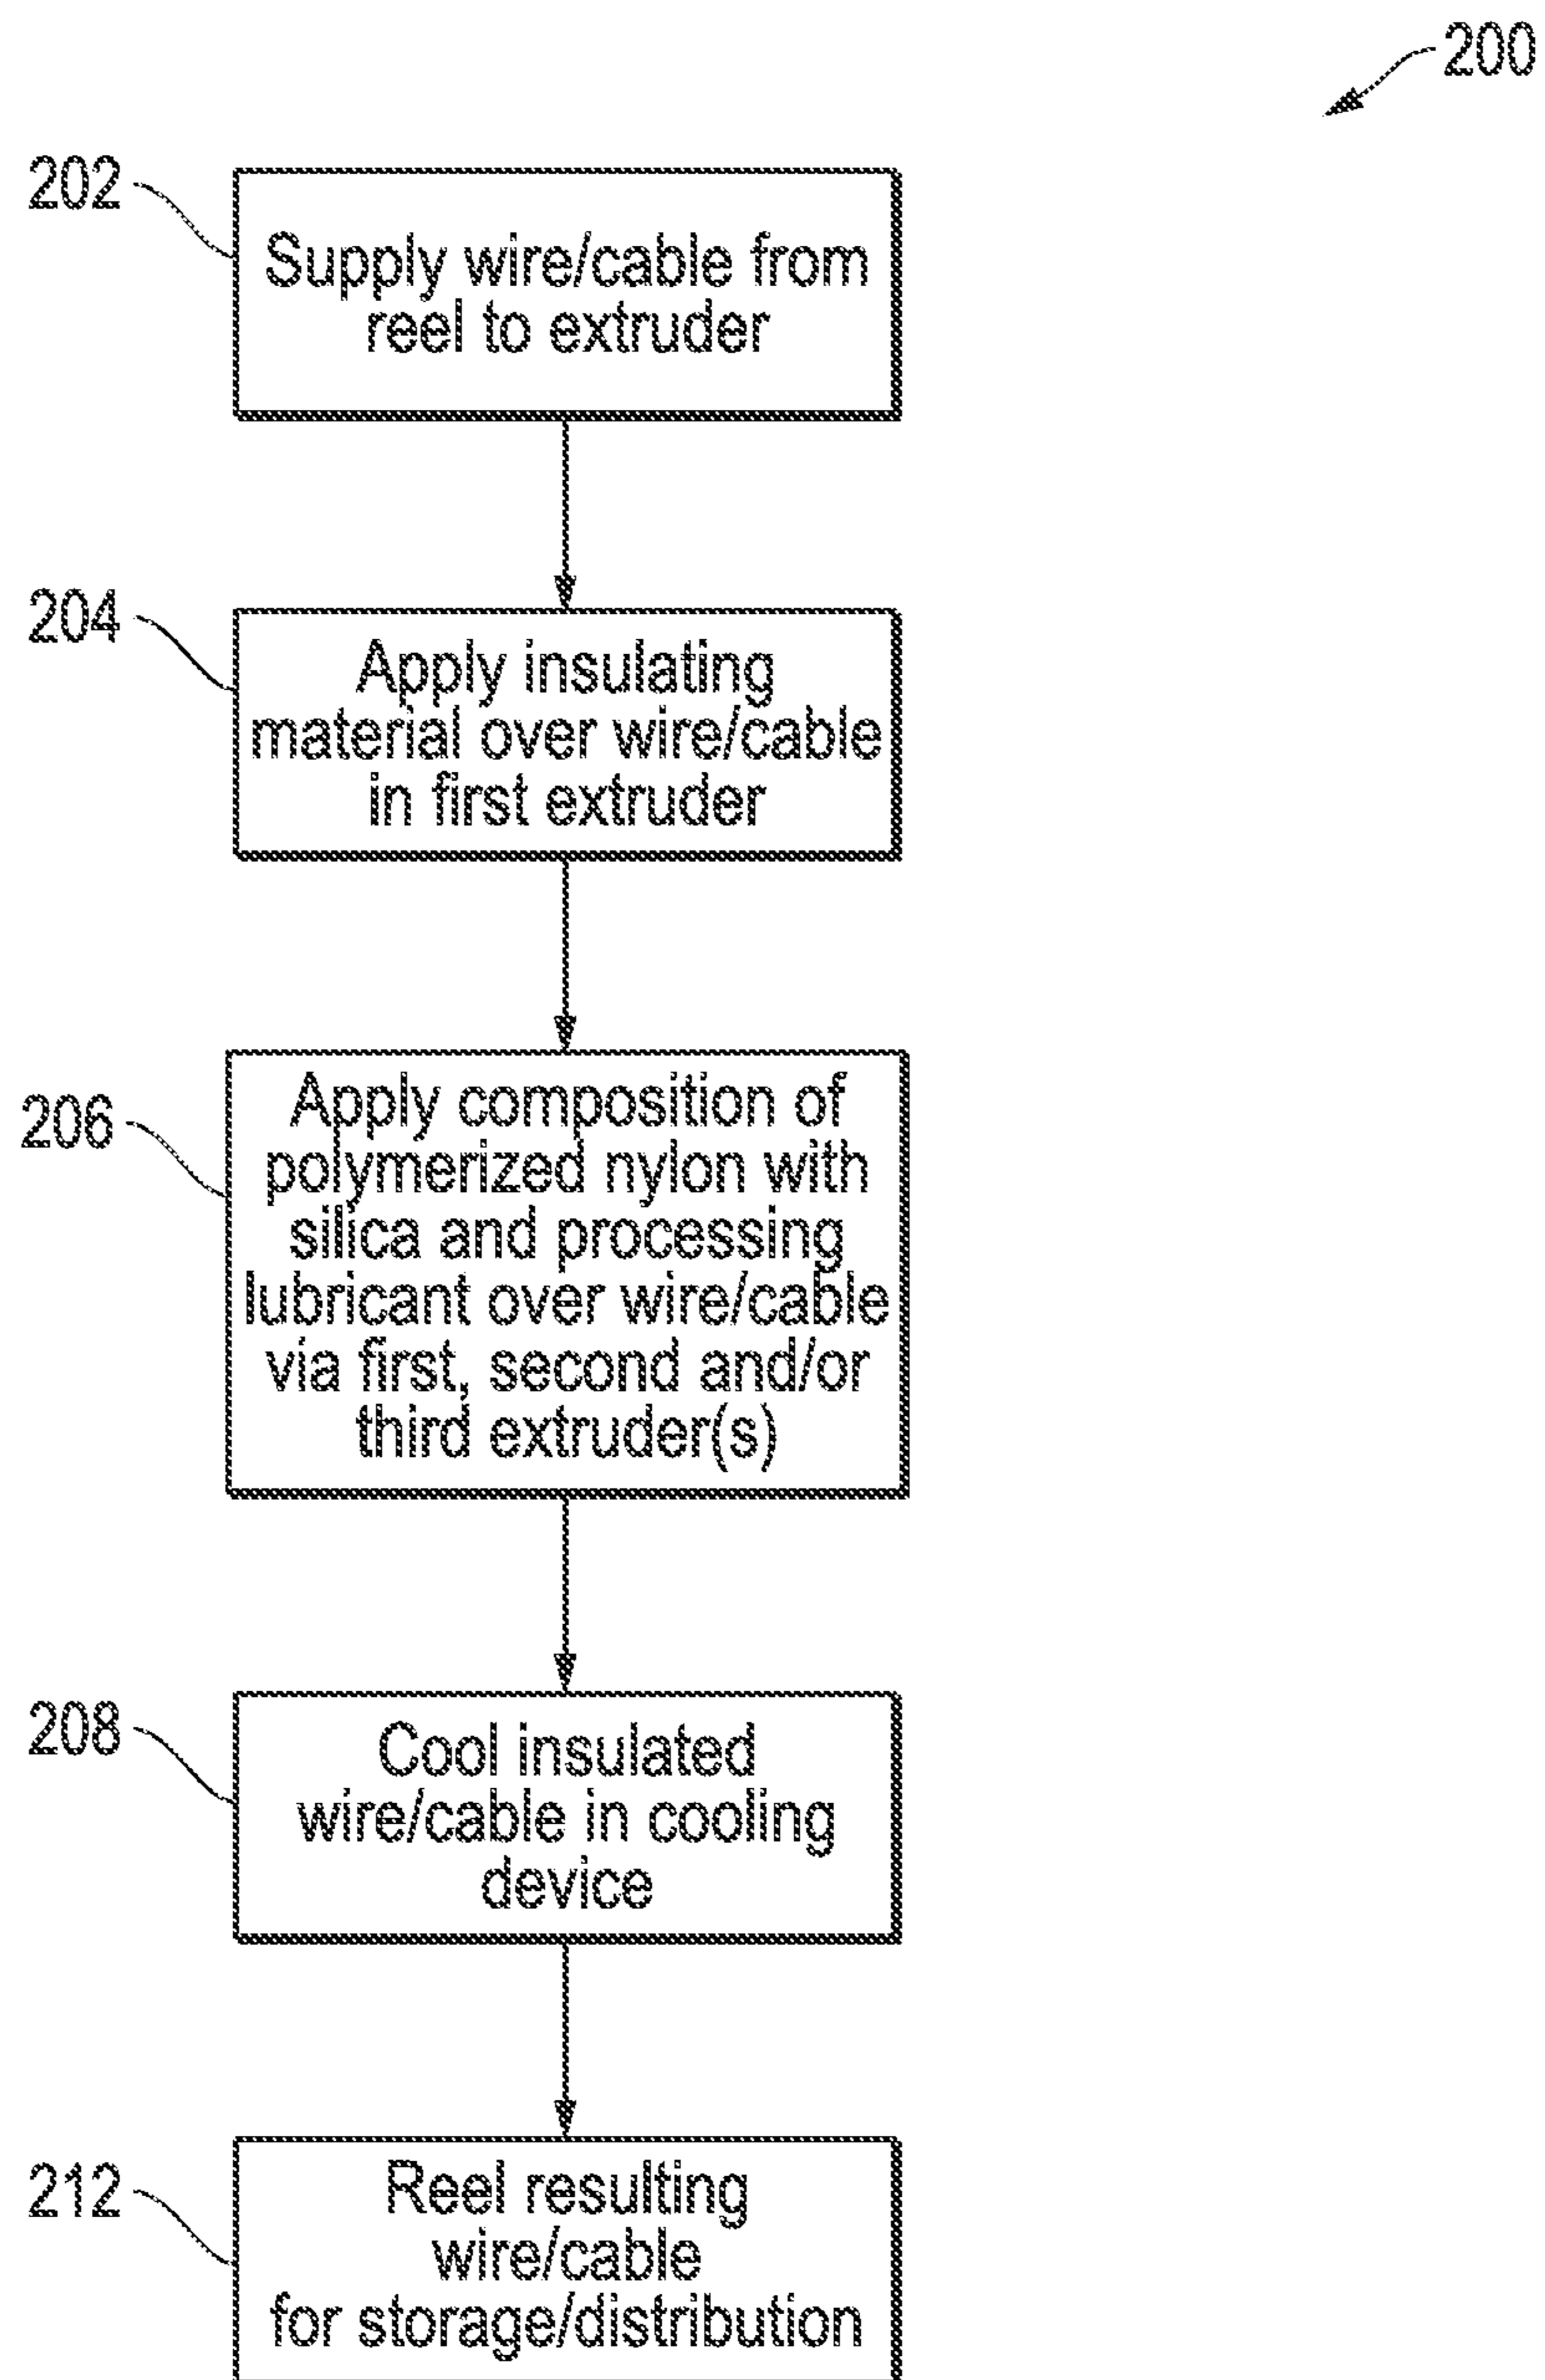 200
202
Supply wire/cable from
reel to extruder
204
Apply insulating
material over wire/cable
in first extruder
206
Apply composition of
polymerized nylon with
silica and processing
lubricant over wire/cable
via first, second and/or
third extruder(s)
208
Cool insulated
wire/cable in cooling
device
212
Reel resulting
wire/cable
for storage/distribution